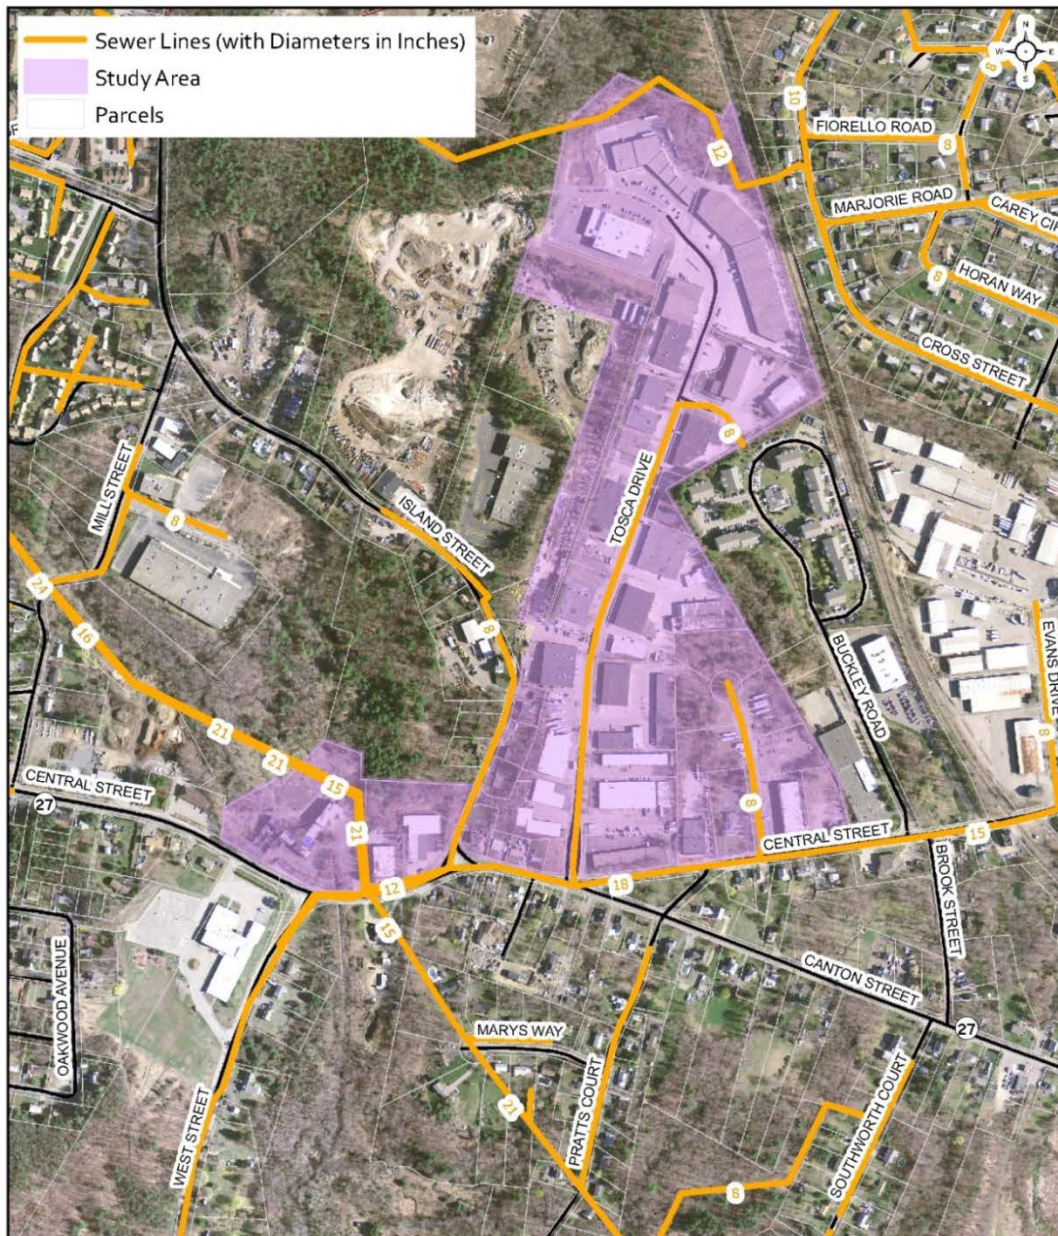 Sewer Lines (with Diameters in Inches)
Study Area
Parcels
N
W E
S
8
10
12
FIORELLO ROAD
8
MARJORIE ROAD
CAREY CIR
HORAN WAY
8
CROSS STREET
MILL STREET
8
ISLAND STREET
8
TOSCA DRIVE
8
24
16
21
21
15
21
BUCKLEY ROAD
EVANS DRIVE
8
8
CENTRAL STREET
27
CENTRAL STREET
15
12
18
15
BROOK STREET
CANTON STREET
27
OAKWOOD AVENUE
MARYS WAY
21
PRATTS COURT
WEST STREET
SOUTHWORTH COURT
8